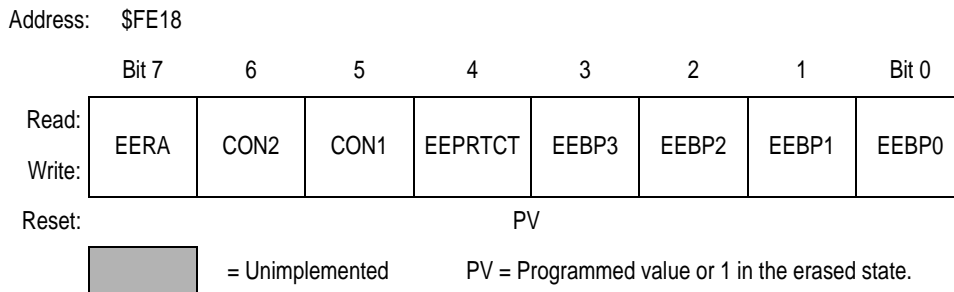 Address: $FE18
Bit 7 6 5 4 3 2 1 Bit 0
Read:
EERA CON2 CON1 EEPRTCT EEBP3 EEBP2 EEBP1 EEBP0
Write:
Reset: PV
= Unimplemented PV = Programmed value or 1 in the erased state.